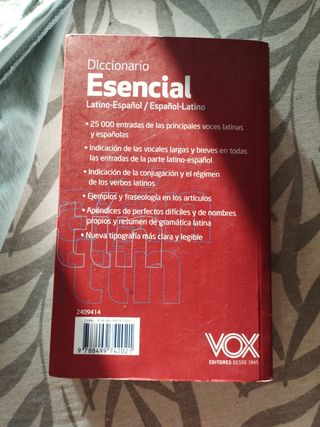 Diccionario
Esencial
Latino-Español / Español-Latino
• 25 000 entradas de las principales voces latinas
y españolas
• Indicación de las vocales largas y breves en todas
las entradas de la parte latino-español
• Indicación de la conjugación y el régimen
de los verbos latinos
• Ejemplos y fraseología en los artículos
• Apéndices de perfectos difíciles y de nombres
propios y resumen de gramática latina
• Nueva tipografía más clara y legible
2409414
9 788499 742021
VOX
EDITORES DESDE 1945